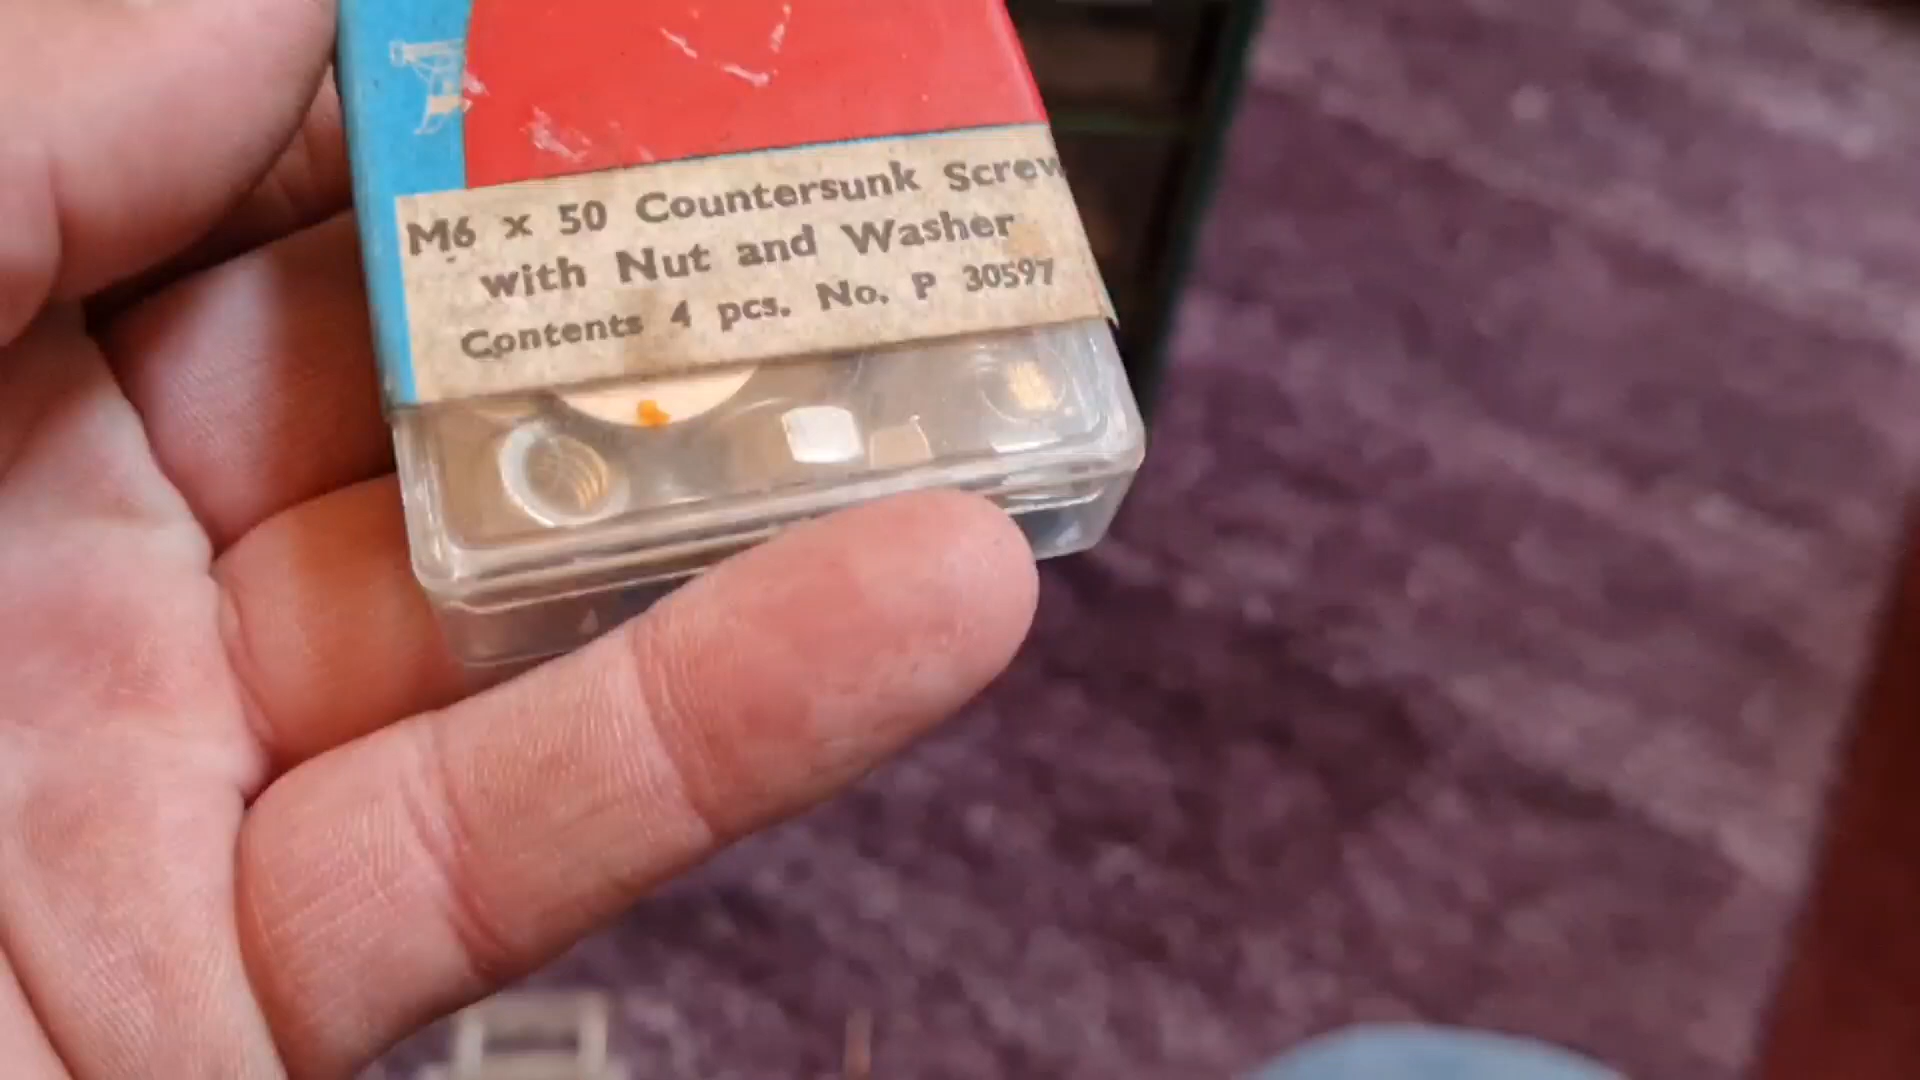 M6 x 50 Countersunk Screw
with Nut and Washer
Contents 4 pcs. No. P 30597